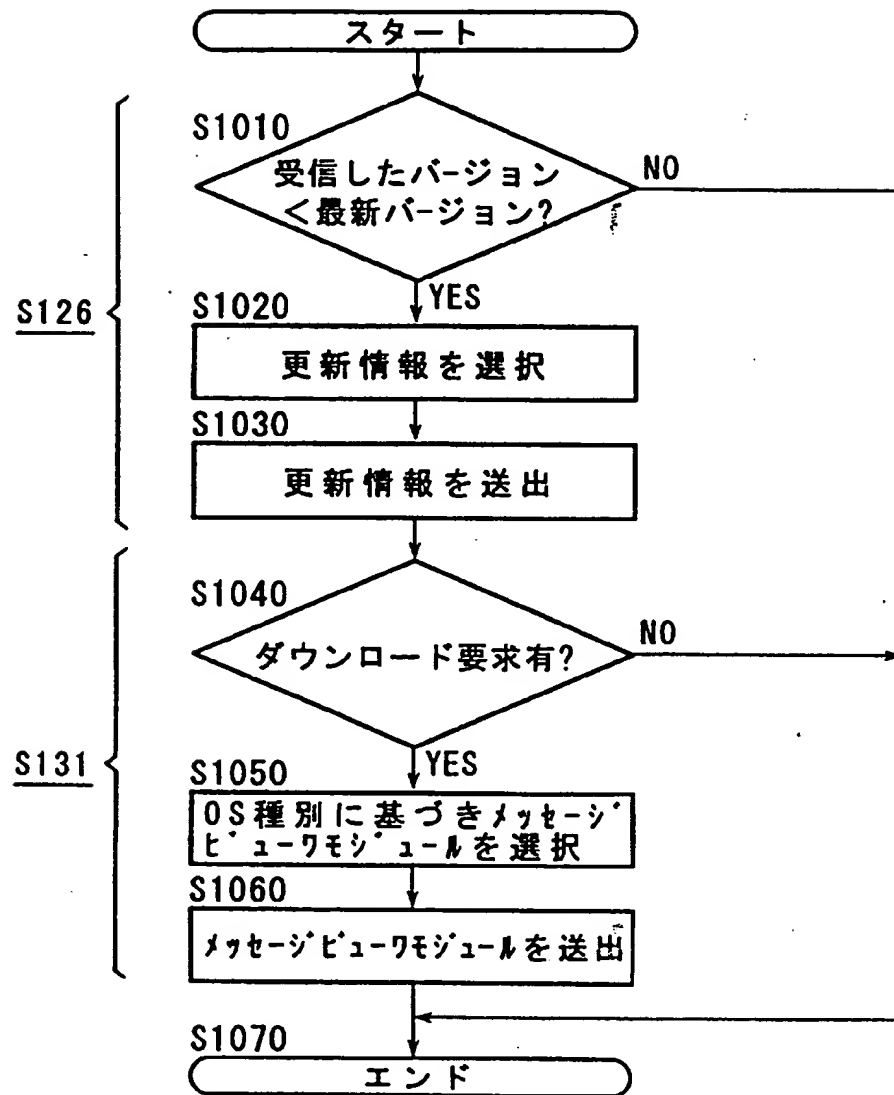 スタート
S1010
受信したバージョン
<最新バージョン?
NO
YES
S126
S1020
更新情報を選択
S1030
更新情報を送出
S1040
ダウンロード要求有?
NO
YES
S131
S1050
OS種別に基づきメッセージ
ビューワモジュールを選択
S1060
メッセージビューワモジュールを送出
S1070
エンド